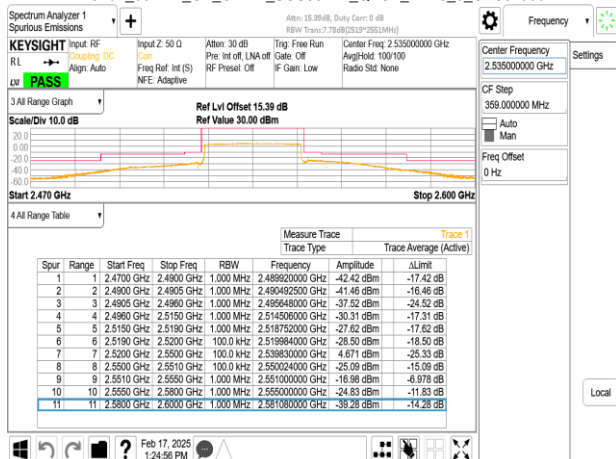 Spectrum Analyzer 1
Spurious Emissions
Attn: 15.39dB, Duty Corr: 0 dB
RBW Trans:7.78dB(2519~2551MHz)
Frequency
KEYSIGHT Input: RF Input Z: 50 Ω Atten: 30 dB Trig: Free Run Center Freq: 2.535000000 GHz
RL Coupling: DC Corr Pre: Int off, LNA off Gate: Off Avg|Hold: 100/100
Align: Auto Freq Ref: Int (S) RF Preset: Off IF Gain: Low Radio Std: None
LXI PASS NFE: Adaptive
3 All Range Graph
Ref Lvl Offset 15.39 dB
Scale/Div 10.0 dB Ref Value 30.00 dBm
20.0
0.00
-20.0
-40.0
-60.0
Start 2.470 GHz Stop 2.600 GHz
4 All Range Table
Measure Trace Trace 1
Trace Type Trace Average (Active)
Spur Range Start Freq Stop Freq RBW Frequency Amplitude ΔLimit
1 1 2.4700 GHz 2.4900 GHz 1.000 MHz 2.489920000 GHz -42.42 dBm -17.42 dB
2 2 2.4900 GHz 2.4905 GHz 1.000 MHz 2.490492500 GHz -41.46 dBm -16.46 dB
3 3 2.4905 GHz 2.4960 GHz 1.000 MHz 2.495648000 GHz -37.52 dBm -24.52 dB
4 4 2.4960 GHz 2.5150 GHz 1.000 MHz 2.514506000 GHz -30.31 dBm -17.31 dB
5 5 2.5150 GHz 2.5190 GHz 1.000 MHz 2.518752000 GHz -27.62 dBm -17.62 dB
6 6 2.5190 GHz 2.5200 GHz 100.0 kHz 2.519984000 GHz -28.50 dBm -18.50 dB
7 7 2.5200 GHz 2.5500 GHz 100.0 kHz 2.539830000 GHz 4.671 dBm -25.33 dB
8 8 2.5500 GHz 2.5510 GHz 100.0 kHz 2.550024000 GHz -25.09 dBm -15.09 dB
9 9 2.5510 GHz 2.5550 GHz 1.000 MHz 2.551000000 GHz -16.98 dBm -6.978 dB
10 10 2.5550 GHz 2.5800 GHz 1.000 MHz 2.555000000 GHz -24.83 dBm -11.83 dB
11 11 2.5800 GHz 2.6000 GHz 1.000 MHz 2.581080000 GHz -39.28 dBm -14.28 dB
Center Frequency
2.535000000 GHz
Settings
CF Step
359.000000 MHz
Auto
Man
Freq Offset
0 Hz
Local
?
Feb 17, 2025
1:24:56 PM